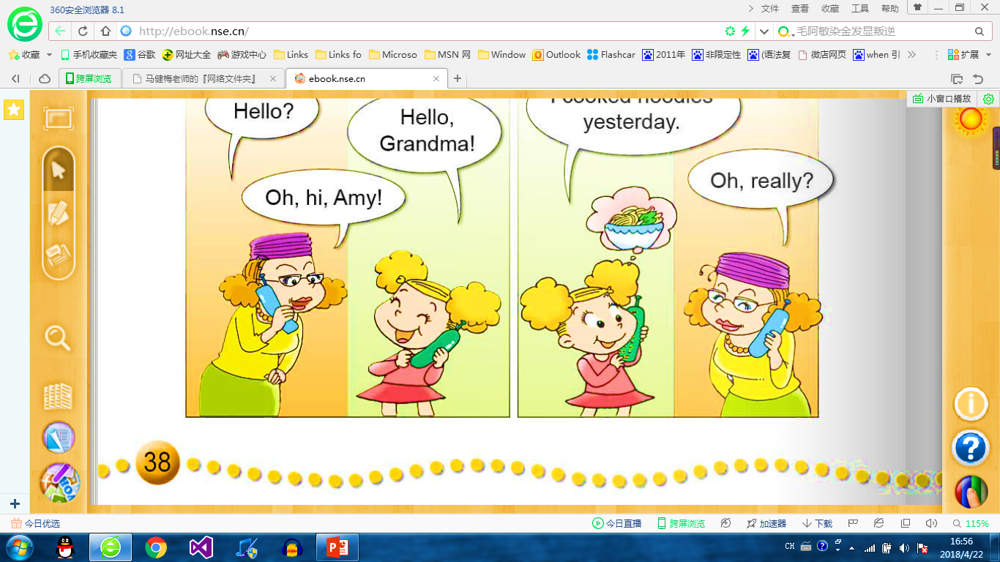 360安全浏览器 8.1
文件 查看 收藏 工具 帮助
http://ebook.nse.cn/
毛阿敏染金发显叛逆
收藏 手机收藏夹 谷歌 网址大全 游戏中心 Links Links fo Microso MSN 网 Window Outlook Flashcar 2011年 非限定性 (语法复 微店网页 when 引 扩展
跨屏浏览 马健梅老师的『网络文件夹』 ebook.nse.cn
小窗口播放
Hello?
Hello,
Grandma!
Oh, hi, Amy!
I cooked noodles
yesterday.
Oh, really?
38
今日优选 今日直播 跨屏浏览 加速器 下载 115%
CH 16:56
2018/4/22